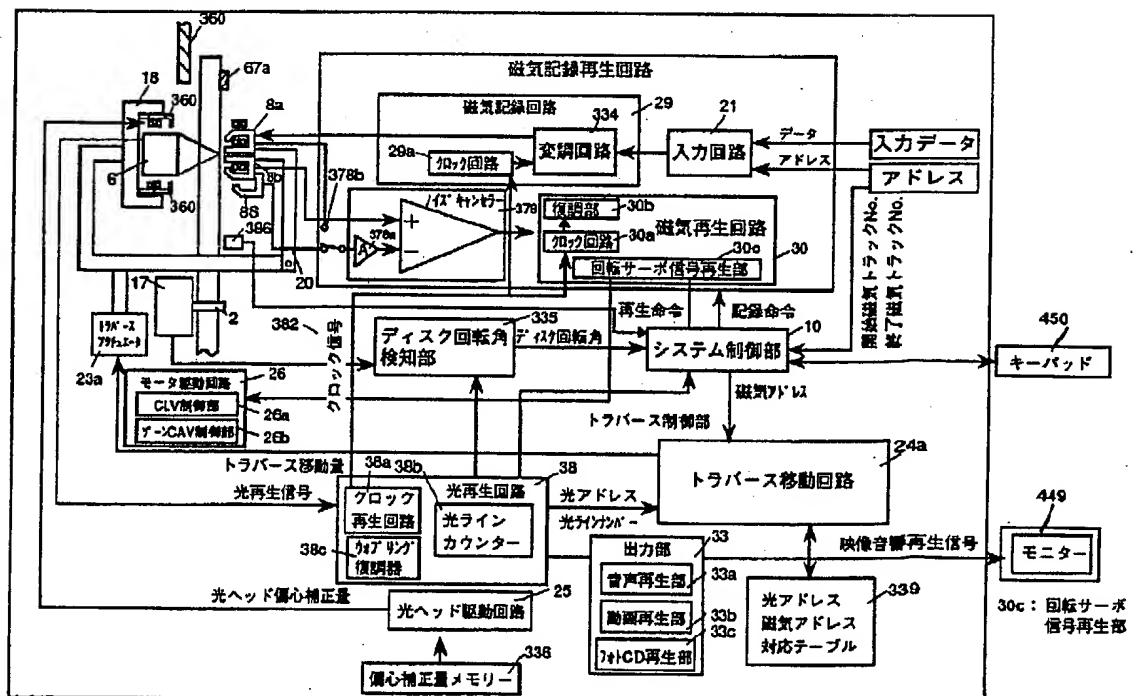 360
67a
18
360
8a
6
8b
360
88
386
378b
磁気記録再生回路
磁気記録回路
29
334
21
変調回路
入力回路
29a
クロック回路
データ
アドレス
入力データ
アドレス
ノイズキャンセラー
378
378a
A
+
−
復調部
30b
磁気再生回路
クロック回路
30a
30c
30
回転サーボ信号再生部
開始磁気トラックNo.
終了磁気トラックNo.
17
20
2
382
クロック信号
335
ディスク回転角
検知部
ディスク回転角
再生命令
記録命令
10
システム制御部
450
キーパッド
トラバース
アクチュエータ
23a
26
モータ駆動回路
CLV制御部
26a
26b
磁気アドレス
トラバース制御部
24a
トラバース移動回路
トラバース移動量
光再生信号
38a
38b
38
光再生回路
クロック
再生回路
光ライン
カウンター
38c
ウォブリング
復調器
光アドレス
光ラインナンバー
33
出力部
音声再生部
33a
動画再生部
33b
33c
フォトCD再生部
映像音響再生信号
449
モニター
光アドレス
磁気アドレス
対応テーブル
339
30c：回転サーボ
信号再生部
光ヘッド偏心補正量
25
光ヘッド駆動回路
336
偏心補正量メモリー